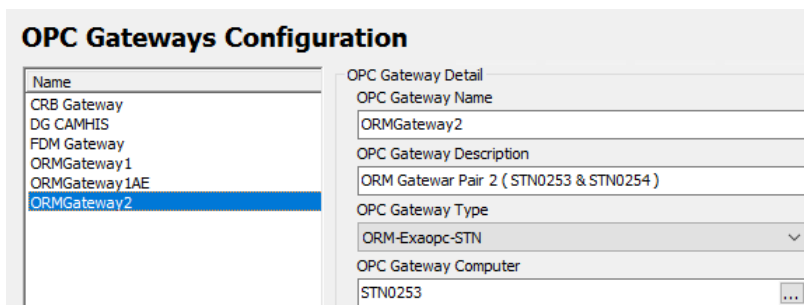 OPC Gateways Configuration
Name
CRB Gateway
DG CAMHIS
FDM Gateway
ORMGateway1
ORMGateway1AE
ORMGateway2
OPC Gateway Detail
OPC Gateway Name
ORMGateway2
OPC Gateway Description
ORM Gatewar Pair 2 ( STN0253 & STN0254 )
OPC Gateway Type
ORM-Exaopc-STN
OPC Gateway Computer
STN0253
...